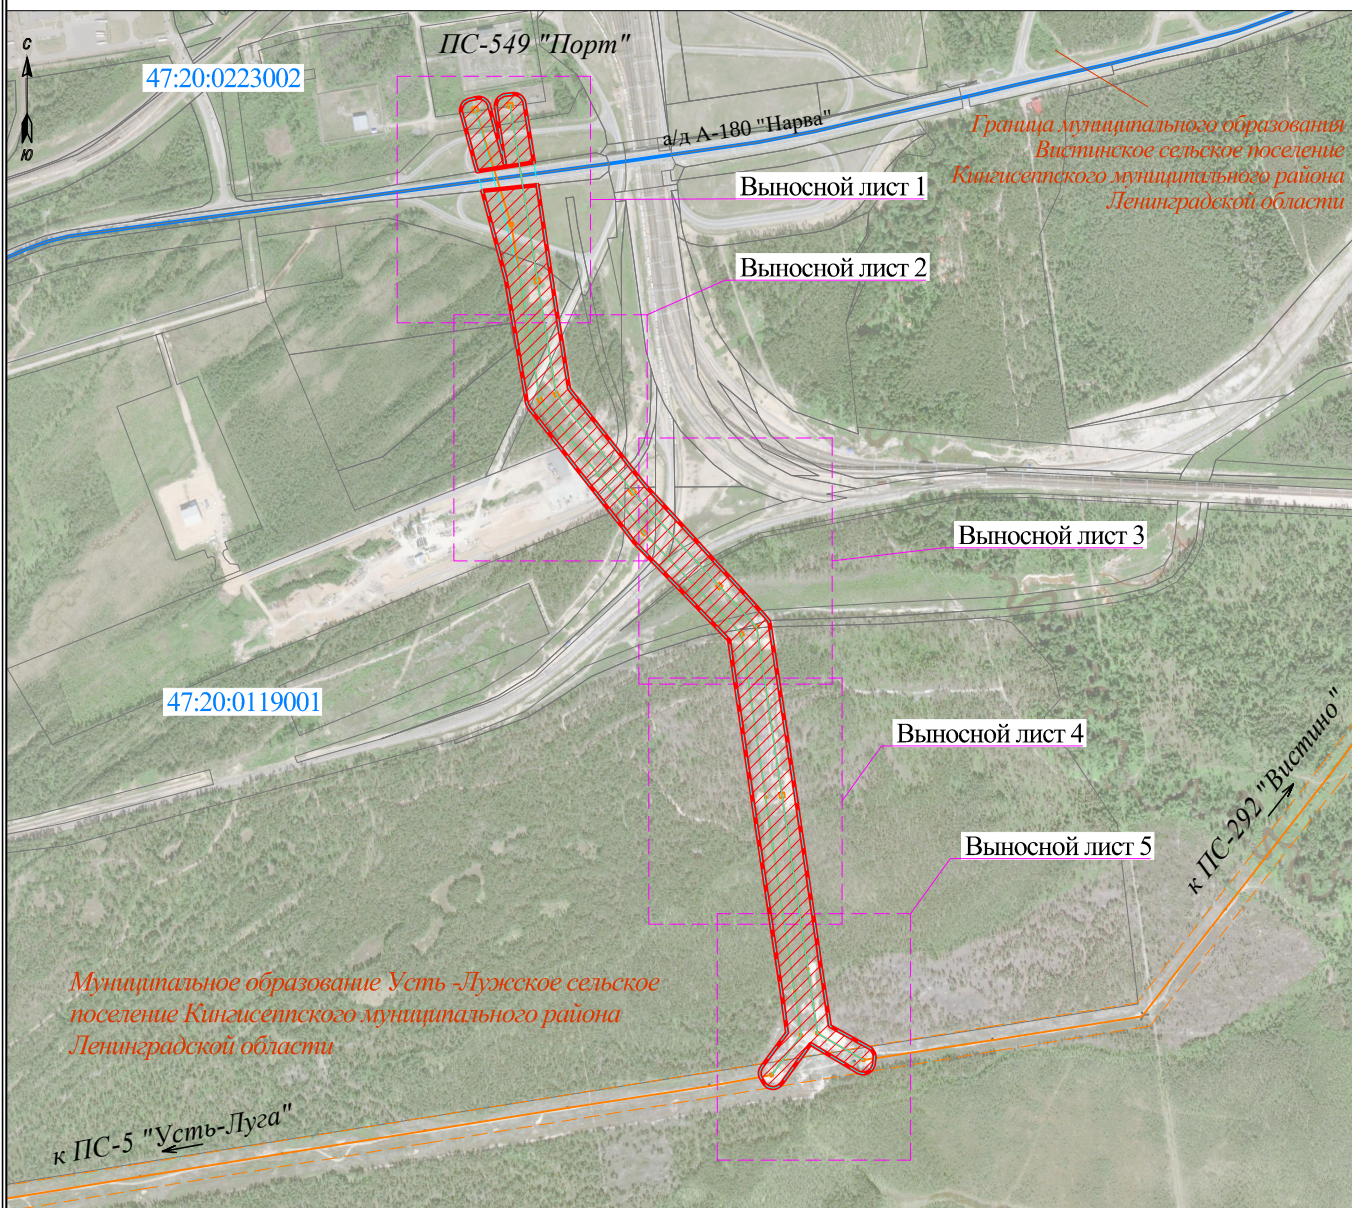 С
Ю
ПС-549 "Порт"
47:20:0223002
а/д А-180 "Нарва"
Граница муниципального образования
Вистинское сельское поселение
Кингисеппского муниципального района
Ленинградской области
Выносной лист 1
Выносной лист 2
Выносной лист 3
47:20:0119001
Выносной лист 4
к ПС-292 "Вистино"
Выносной лист 5
Муниципальное образование Усть -Лужское сельское
поселение Кингисеппского муниципального района
Ленинградской области
к ПС-5 "Усть-Луга"